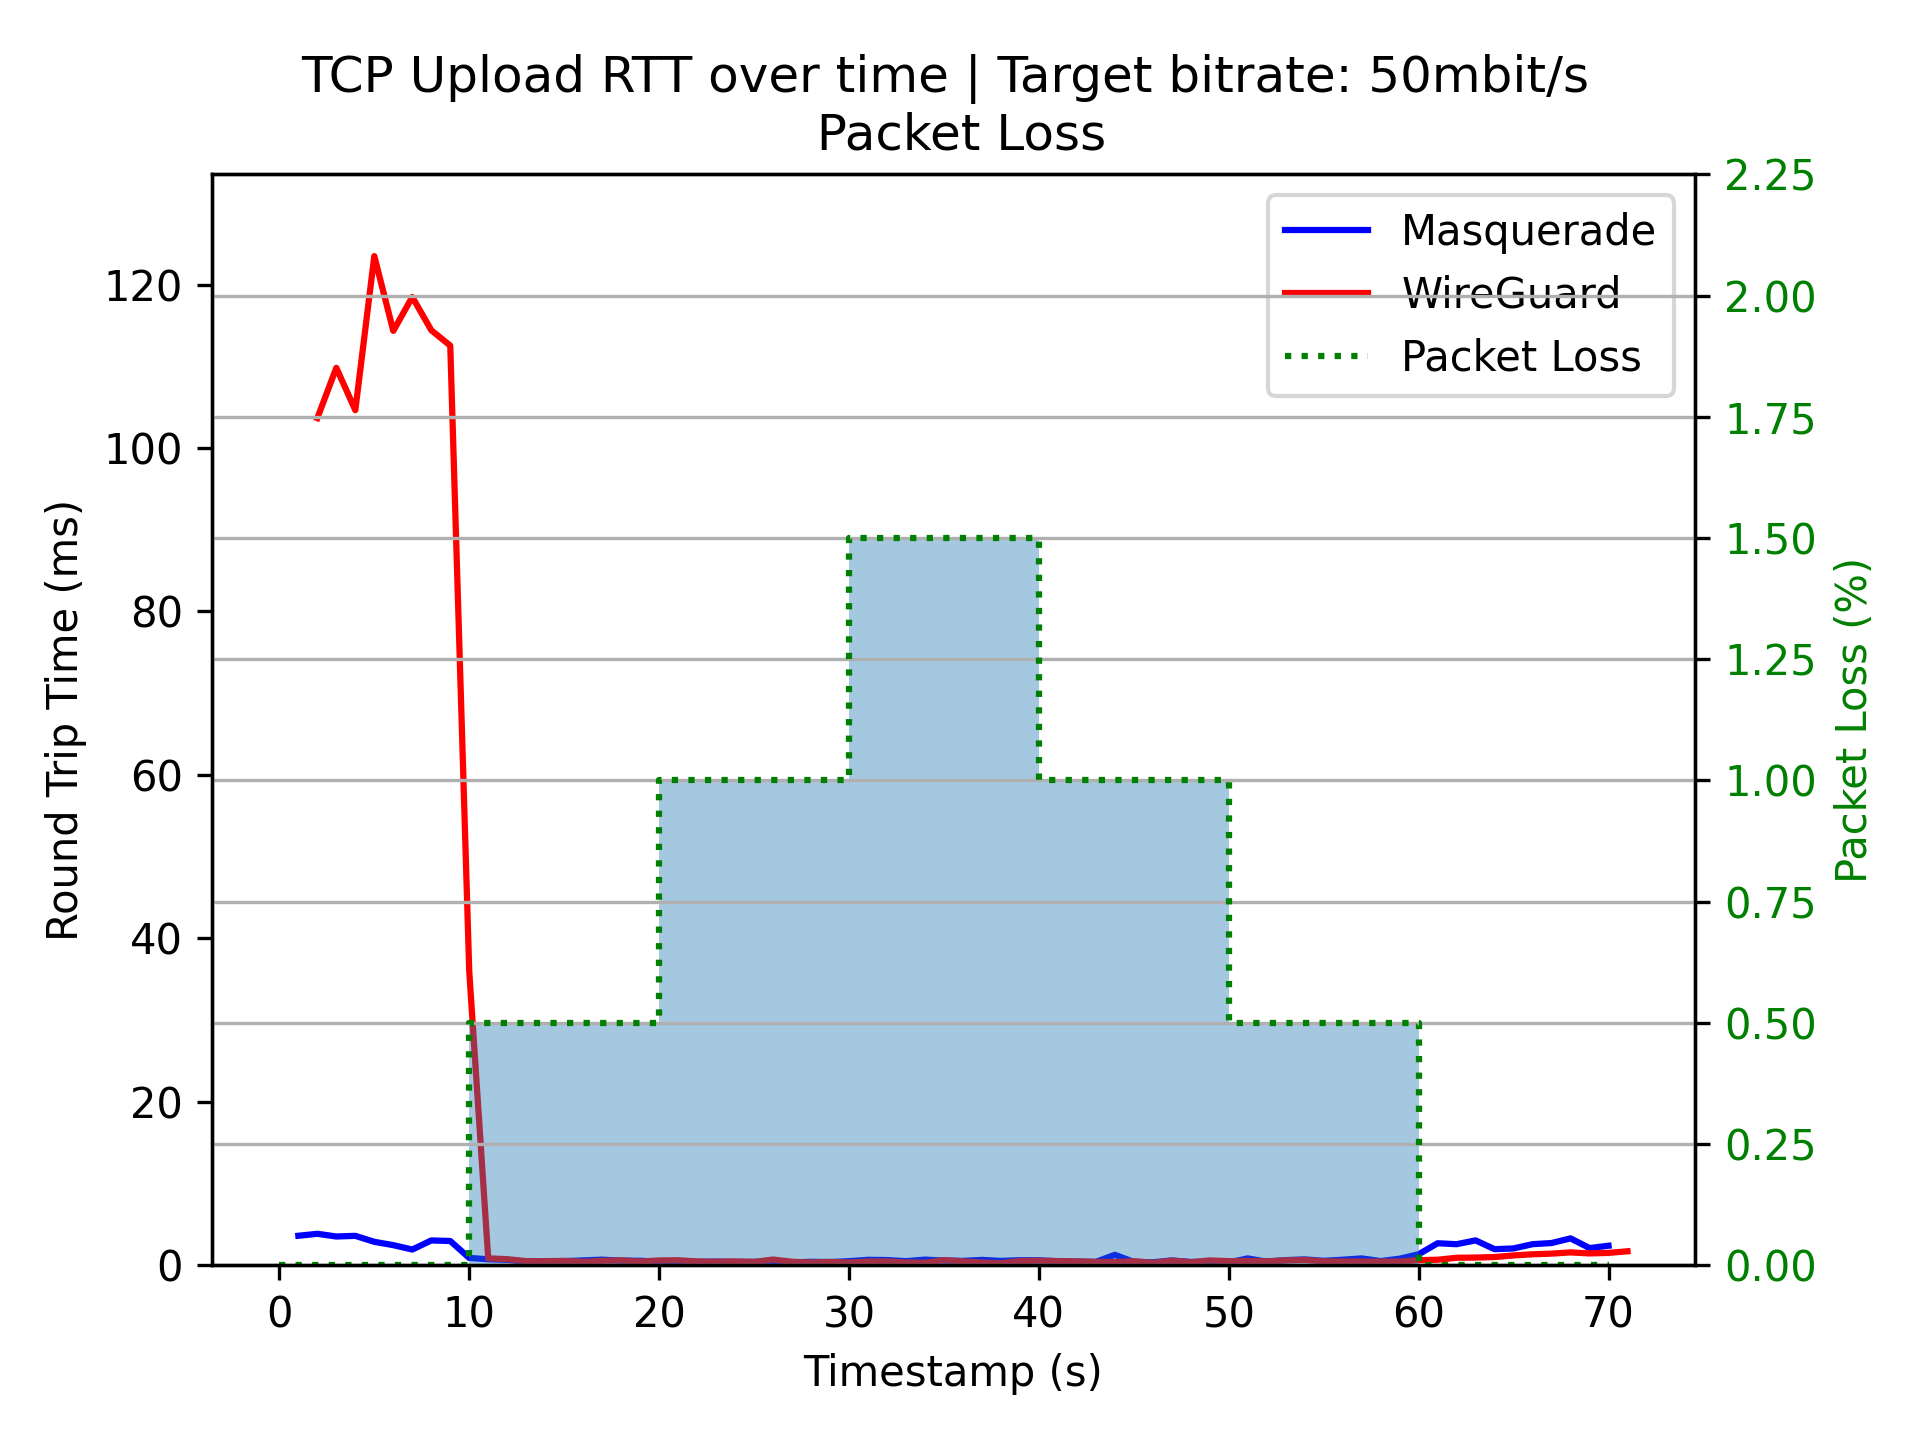 TCP Upload RTT over time | Target bitrate: 50mbit/s
Packet Loss
Masquerade
WireGuard
Packet Loss
Round Trip Time (ms)
120
100
80
60
40
20
0
2.25
2.00
1.75
1.50
1.25
1.00
0.75
0.50
0.25
0.00
Packet Loss (%)
0 10 20 30 40 50 60 70
Timestamp (s)